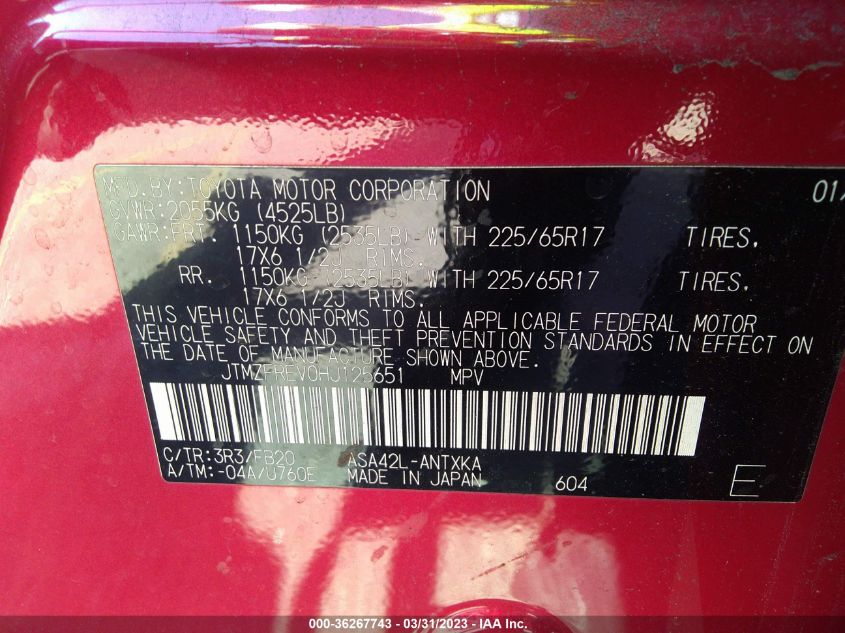 MFD.BY:TOYOTA MOTOR CORPORATION 01/
GVWR:2055KG (4525LB)
GAWR:FRT. 1150KG (2535LB) WITH 225/65R17 TIRES,
17X6 1/2J RIMS.
RR. 1150KG (2535LB) WITH 225/65R17 TIRES,
17X6 1/2J RIMS.
THIS VEHICLE CONFORMS TO ALL APPLICABLE FEDERAL MOTOR
VEHICLE SAFETY AND THEFT PREVENTION STANDARDS IN EFFECT ON
THE DATE OF MANUFACTURE SHOWN ABOVE.
JTMZFREV0HJ125651 MPV
C/TR:3R3/FB20 ASA42L-ANTXKA
A/TM:-04A/U760E MADE IN JAPAN 604 E
000-36267743 - 03/31/2023 - IAA Inc.